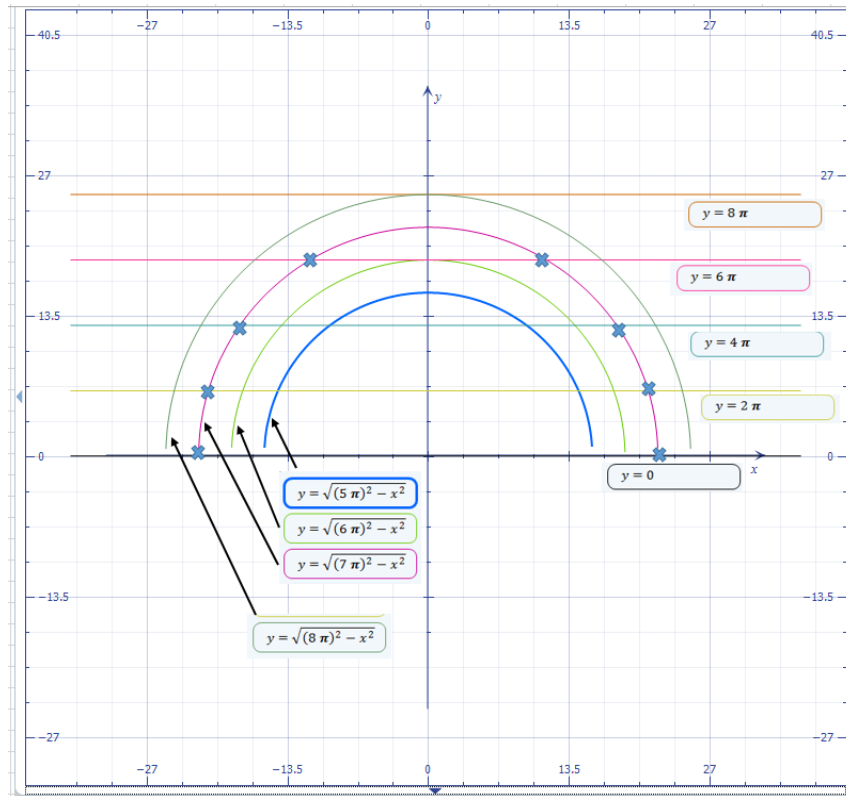 −27 −13.5 0 13.5 27
40.5 40.5
y
27 27
y = 8 π
y = 6 π
13.5 13.5
y = 4 π
y = 2 π
0 0
x
y = 0
y = √((5 π)² − x²)
y = √((6 π)² − x²)
y = √((7 π)² − x²)
−13.5 −13.5
y = √((8 π)² − x²)
−27 −27
−27 −13.5 0 13.5 27